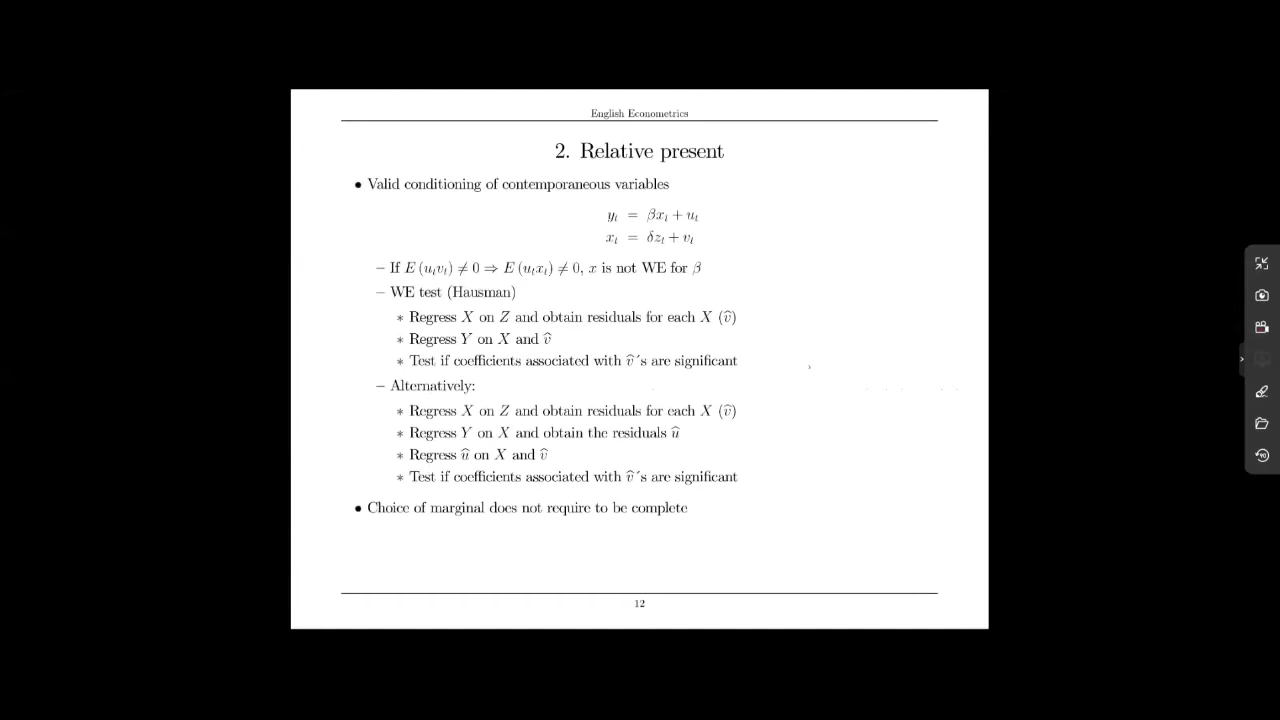 English Econometrics
2. Relative present
• Valid conditioning of contemporaneous variables
y_t = βx_t + u_t
x_t = δz_t + v_t
– If E (u_t v_t) ≠ 0 ⇒ E (u_t x_t) ≠ 0, x is not WE for β
– WE test (Hausman)
∗ Regress X on Z and obtain residuals for each X (v̂)
∗ Regress Y on X and v̂
∗ Test if coefficients associated with v̂´s are significant
– Alternatively:
∗ Regress X on Z and obtain residuals for each X (v̂)
∗ Regress Y on X and obtain the residuals û
∗ Regress û on X and v̂
∗ Test if coefficients associated with v̂´s are significant
• Choice of marginal does not require to be complete
12